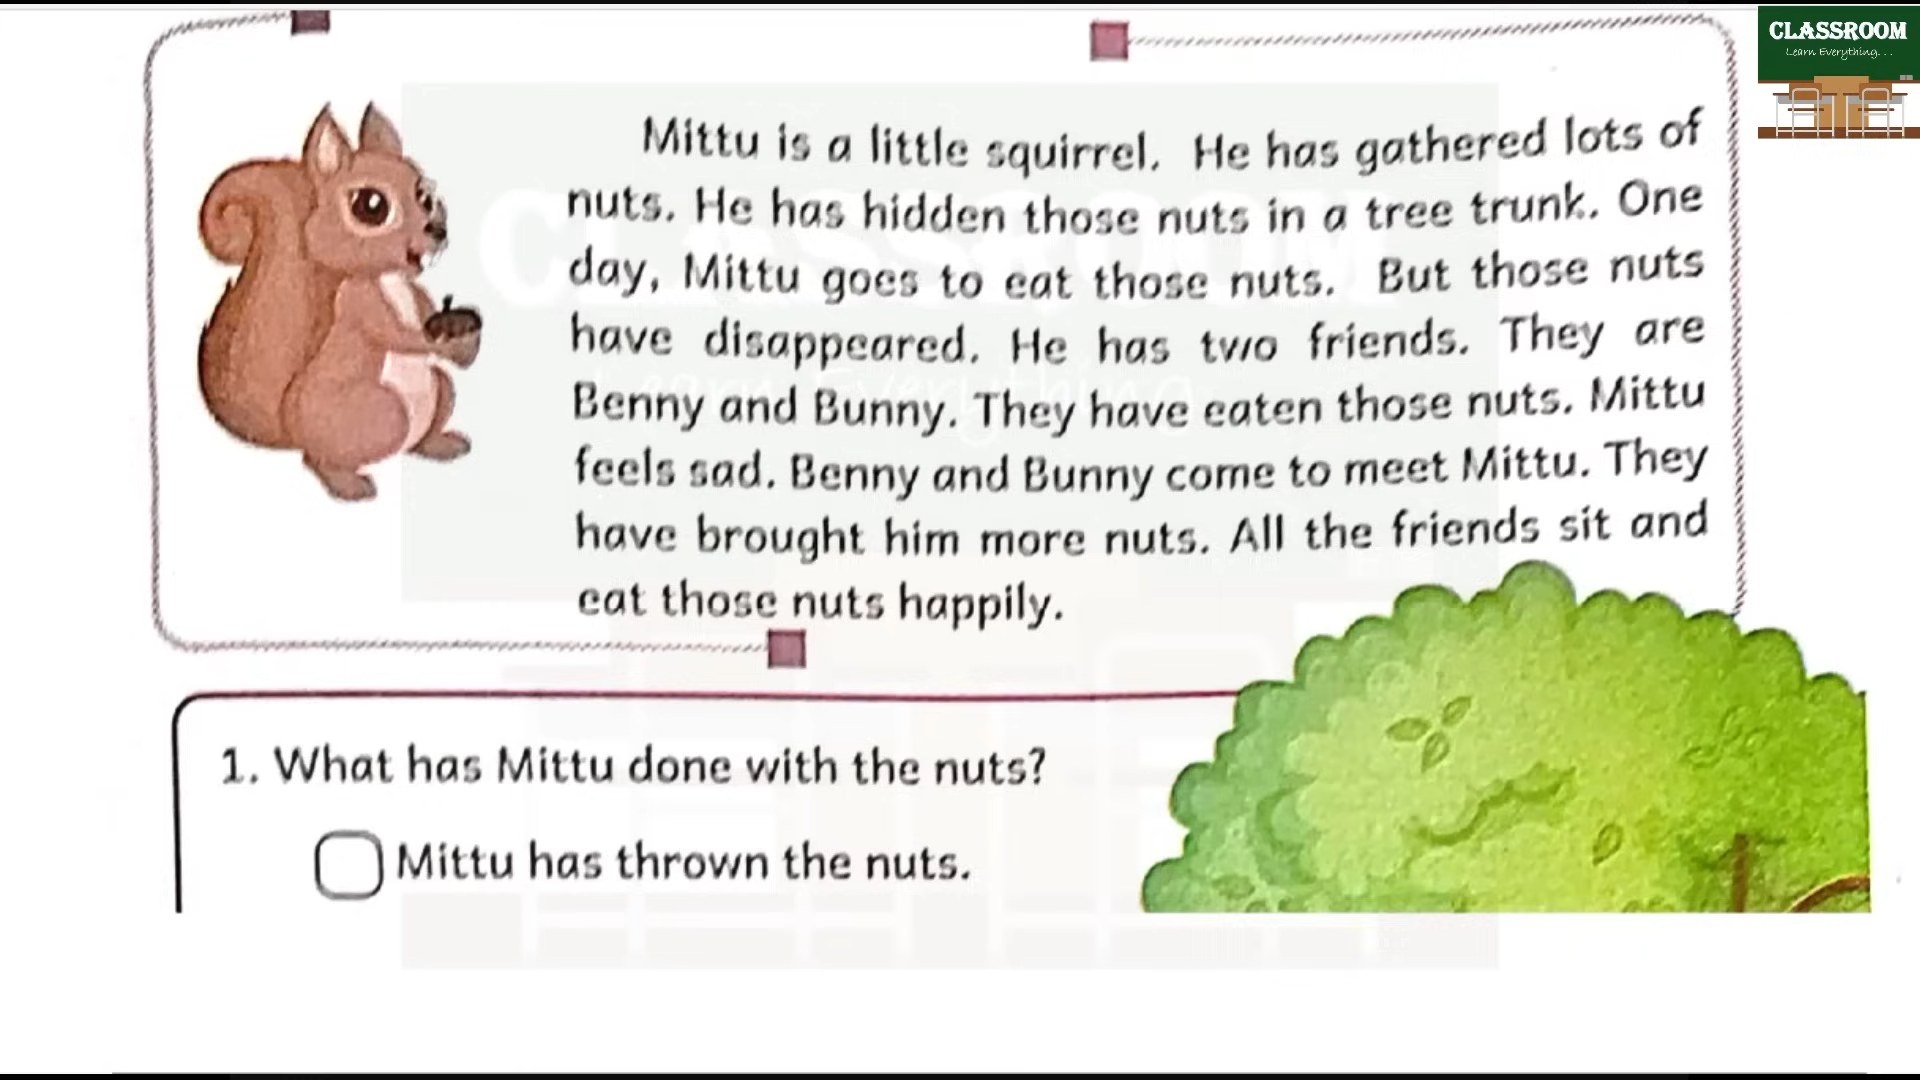 CLASSROOM
Learn Everything. . .
Mittu is a little squirrel. He has gathered lots of
nuts. He has hidden those nuts in a tree trunk. One
day, Mittu goes to eat those nuts. But those nuts
have disappeared. He has two friends. They are
Benny and Bunny. They have eaten those nuts. Mittu
feels sad. Benny and Bunny come to meet Mittu. They
have brought him more nuts. All the friends sit and
eat those nuts happily.
1. What has Mittu done with the nuts?
Mittu has thrown the nuts.